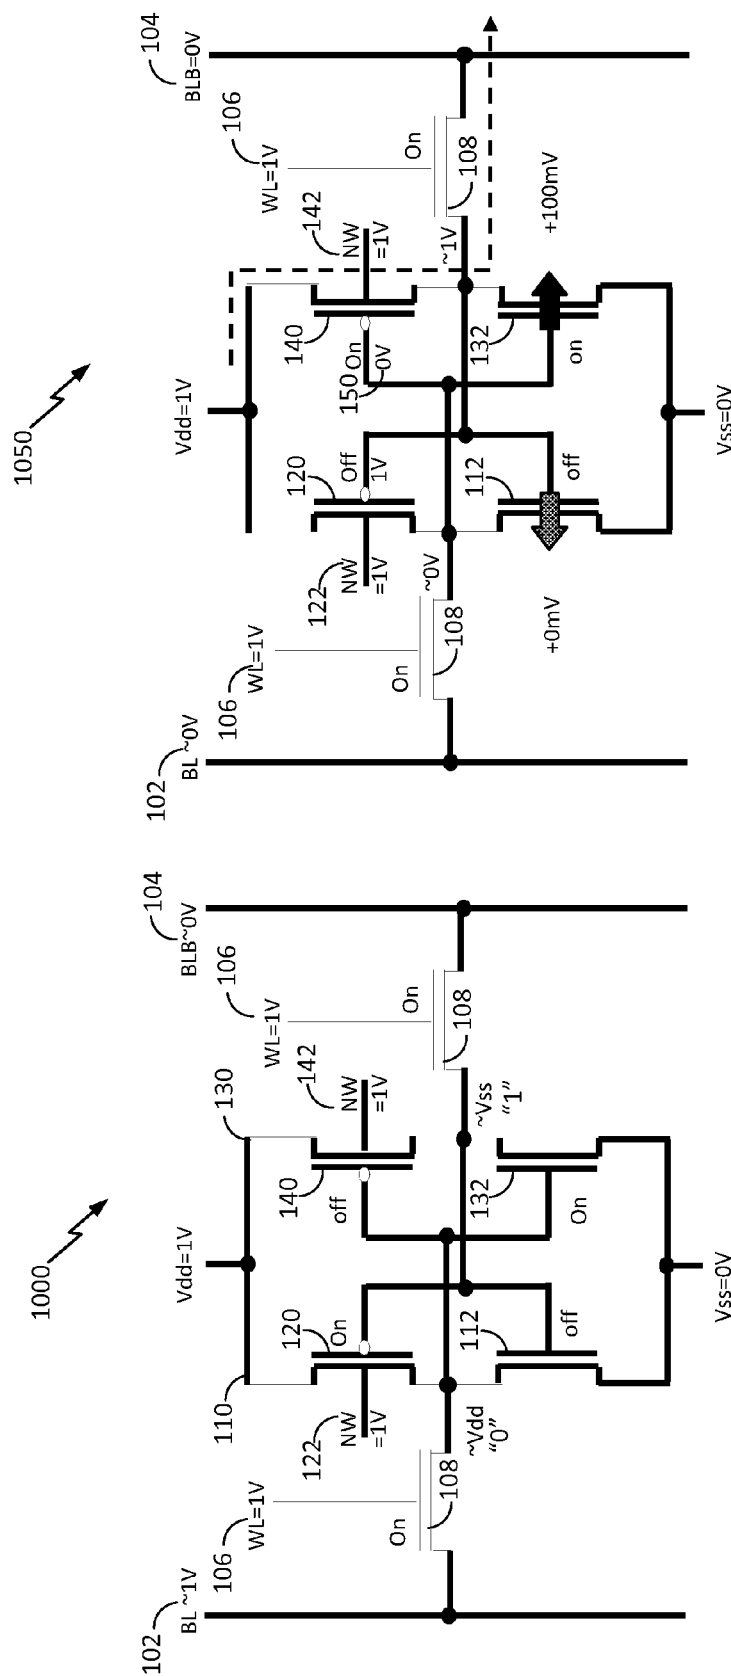 1000
Vdd=1V
102
BL ~1V
104
BLB~0V
106
WL=1V
106
WL=1V
110
130
120
On
140
off
122
NW
=1V
142
NW
=1V
On
108
On
108
~Vdd
"0"
~Vss
"1"
112
off
132
On
Vss=0V
1050
Vdd=1V
102
BL ~0V
104
BLB=0V
106
WL=1V
106
WL=1V
120
Off
1V
140
On
150
0V
122
NW
=1V
142
NW
=1V
On
108
On
108
~0V
~1V
112
off
132
on
+0mV
+100mV
Vss=0V